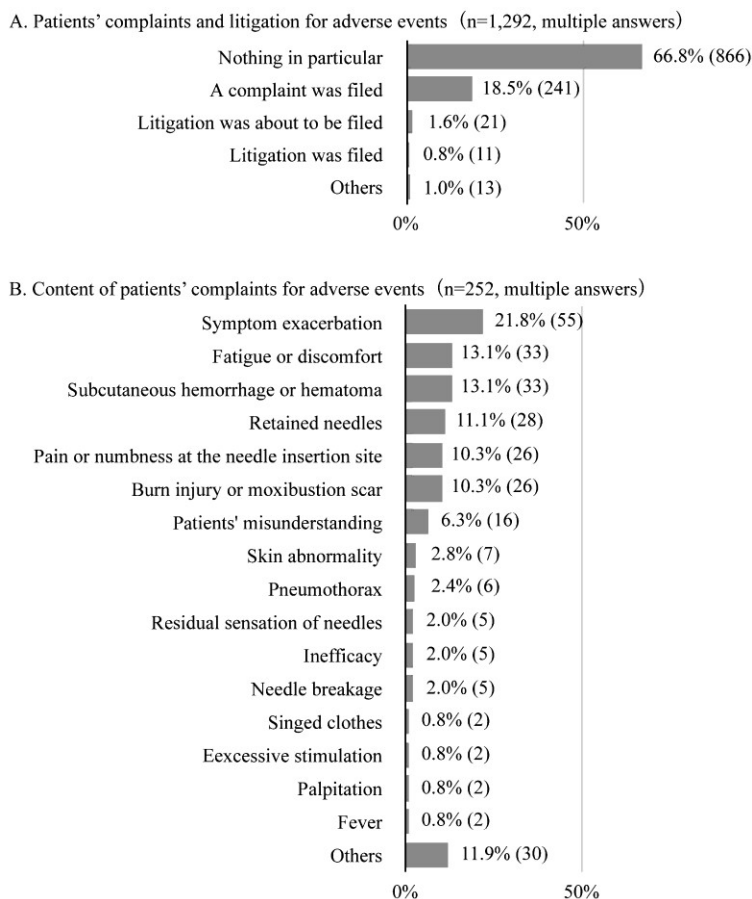 A. Patients’ complaints and litigation for adverse events（n=1,292, multiple answers）
Nothing in particular 66.8% (866)
A complaint was filed 18.5% (241)
Litigation was about to be filed 1.6% (21)
Litigation was filed 0.8% (11)
Others 1.0% (13)
0% 50%
B. Content of patients’ complaints for adverse events（n=252, multiple answers）
Symptom exacerbation 21.8% (55)
Fatigue or discomfort 13.1% (33)
Subcutaneous hemorrhage or hematoma 13.1% (33)
Retained needles 11.1% (28)
Pain or numbness at the needle insertion site 10.3% (26)
Burn injury or moxibustion scar 10.3% (26)
Patients' misunderstanding 6.3% (16)
Skin abnormality 2.8% (7)
Pneumothorax 2.4% (6)
Residual sensation of needles 2.0% (5)
Inefficacy 2.0% (5)
Needle breakage 2.0% (5)
Singed clothes 0.8% (2)
Eexcessive stimulation 0.8% (2)
Palpitation 0.8% (2)
Fever 0.8% (2)
Others 11.9% (30)
0% 50%